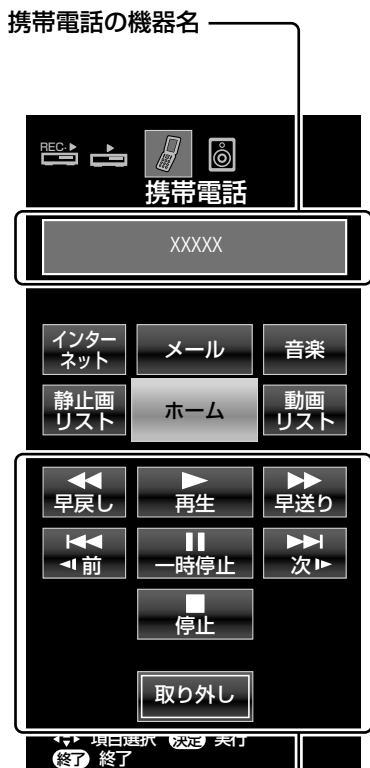 携帯電話の機器名
REC
携帯電話
XXXXX
インター
ネット
メール
音楽
静止画
リスト
ホーム
動画
リスト
早戻し
再生
早送り
前
一時停止
次
停止
取り外し
項目選択 決定 実行
終了 終了